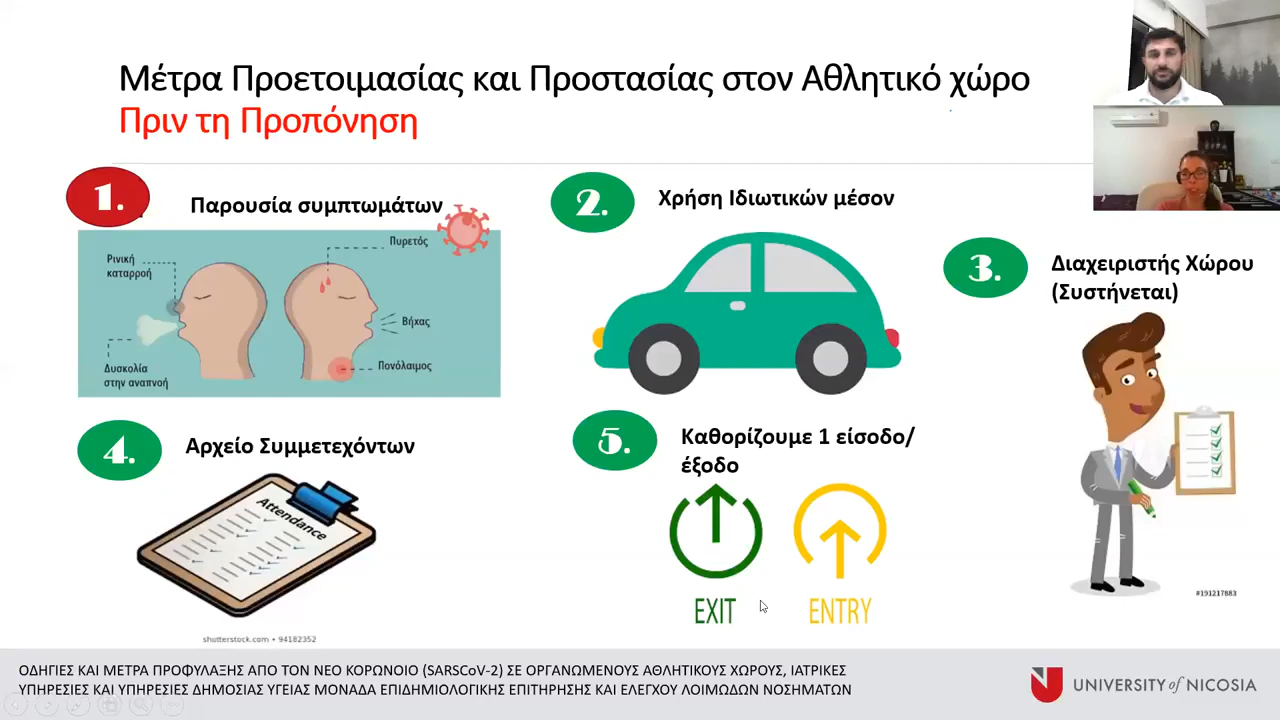 Μέτρα Προετοιμασίας και Προστασίας στον Αθλητικό χώρο
Πριν τη Προπόνηση
1.
Παρουσία συμπτωμάτων
Ρινική
καταρροή
Πυρετός
Βήχας
Δυσκολία
στην αναπνοή
Πονόλαιμος
2.
Χρήση Ιδιωτικών μέσον
3.
Διαχειριστής Χώρου
(Συστήνεται)
#191217883
4.
Αρχείο Συμμετεχόντων
Attendance
shutterstock.com • 94182352
5.
Καθορίζουμε 1 είσοδο/
έξοδο
EXIT
ENTRY
ΟΔΗΓΙΕΣ ΚΑΙ ΜΕΤΡΑ ΠΡΟΦΥΛΑΞΗΣ ΑΠΟ ΤΟΝ ΝΕΟ ΚΟΡΩΝΟΙΟ (SARSCoV-2) ΣΕ ΟΡΓΑΝΩΜΕΝΟΥΣ ΑΘΛΗΤΙΚΟΥΣ ΧΩΡΟΥΣ, ΙΑΤΡΙΚΕΣ
ΥΠΗΡΕΣΙΕΣ ΚΑΙ ΥΠΗΡΕΣΙΕΣ ΔΗΜΟΣΙΑΣ ΥΓΕΙΑΣ ΜΟΝΑΔΑ ΕΠΙΔΗΜΙΟΛΟΓΙΚΗΣ ΕΠΙΤΗΡΗΣΗΣ ΚΑΙ ΕΛΕΓΧΟΥ ΛΟΙΜΩΔΩΝ ΝΟΣΗΜΑΤΩΝ
UNIVERSITY of NICOSIA